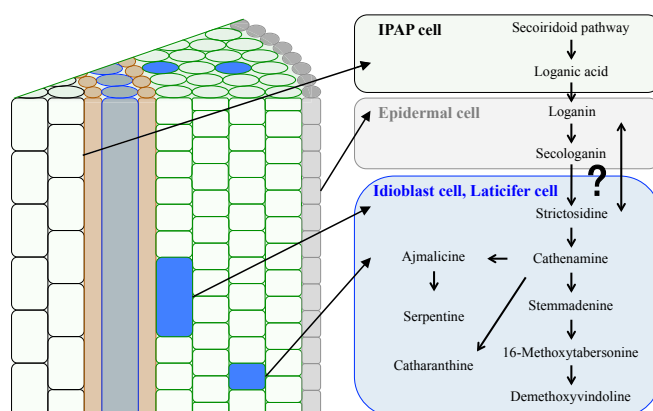 IPAP cell
Secoiridoid pathway
Loganic acid
Epidermal cell
Loganin
Secologanin
?
Idioblast cell, Laticifer cell
Strictosidine
Ajmalicine
Cathenamine
Serpentine
Stemmadenine
Catharanthine
16-Methoxytabersonine
Demethoxyvindoline